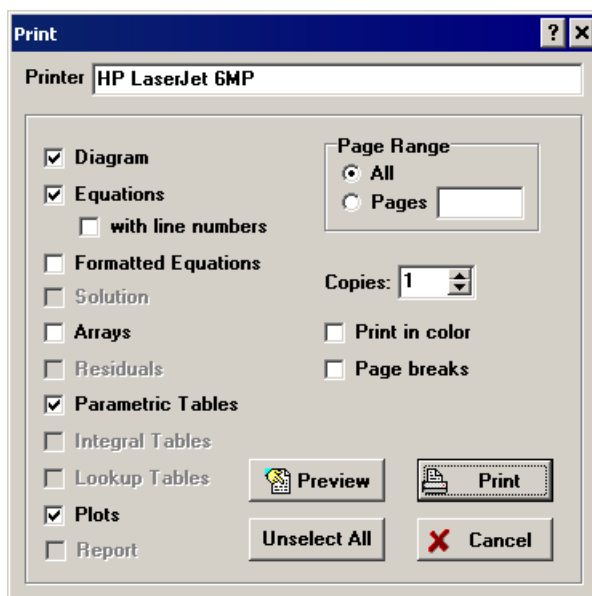 Print
Printer HP LaserJet 6MP
Diagram
Equations
with line numbers
Formatted Equations
Solution
Arrays
Residuals
Parametric Tables
Integral Tables
Lookup Tables
Plots
Report
Page Range
All
Pages
Copies: 1
Print in color
Page breaks
Preview
Print
Unselect All
Cancel